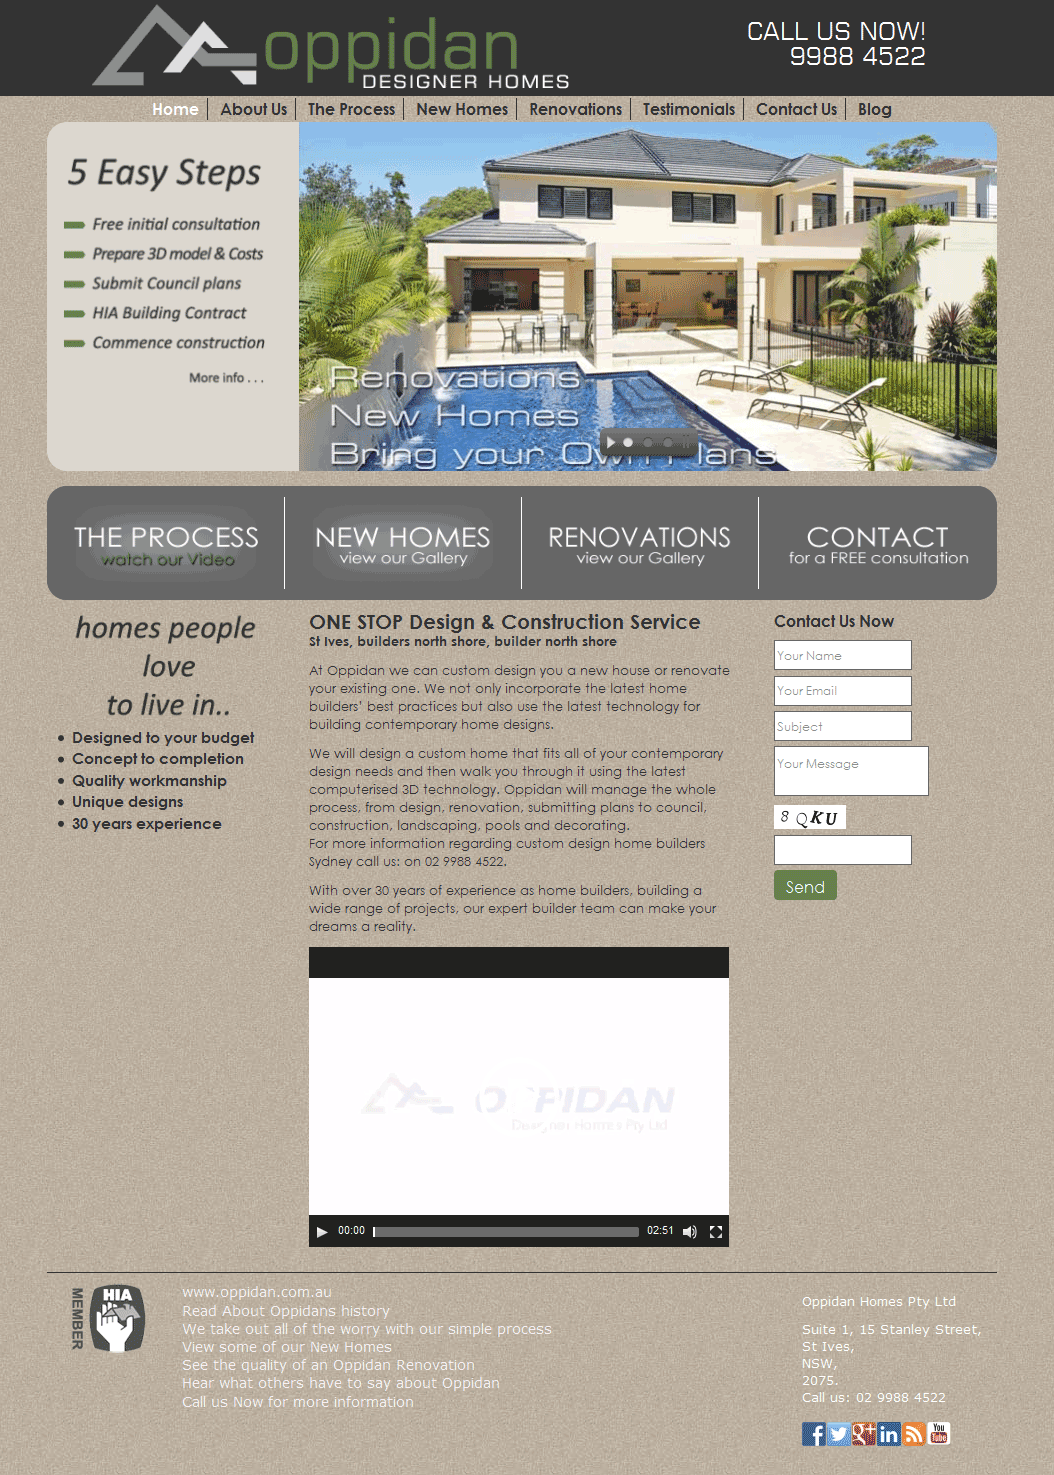 oppidan
DESIGNER HOMES
CALL US NOW!
9988 4522
Home
About Us
The Process
New Homes
Renovations
Testimonials
Contact Us
Blog
5 Easy Steps
Free initial consultation
Prepare 3D model & Costs
Submit Council plans
HIA Building Contract
Commence construction
More info . . .
Renovations
New Homes
Bring your Own Plans
THE PROCESS
watch our Video
NEW HOMES
view our Gallery
RENOVATIONS
view our Gallery
CONTACT
for a FREE consultation
homes people
love
to live in..
Designed to your budget
Concept to completion
Quality workmanship
Unique designs
30 years experience
ONE STOP Design & Construction Service
St Ives, builders north shore, builder north shore
At Oppidan we can custom design you a new house or renovate
your existing one. We not only incorporate the latest home
builders’ best practices but also use the latest technology for
building contemporary home designs.
We will design a custom home that fits all of your contemporary
design needs and then walk you through it using the latest
computerised 3D technology. Oppidan will manage the whole
process, from design, renovation, submitting plans to council,
construction, landscaping, pools and decorating.
For more information regarding custom design home builders
Sydney call us: on 02 9988 4522.
With over 30 years of experience as home builders, building a
wide range of projects, our expert builder team can make your
dreams a reality.
OPPIDAN
Designer Homes Pty Ltd
00:00
02:51
Contact Us Now
Your Name
Your Email
Subject
Your Message
8 Q K U
Send
MEMBER
HIA
www.oppidan.com.au
Read About Oppidans history
We take out all of the worry with our simple process
View some of our New Homes
See the quality of an Oppidan Renovation
Hear what others have to say about Oppidan
Call us Now for more information
Oppidan Homes Pty Ltd
Suite 1, 15 Stanley Street,
St Ives,
NSW,
2075.
Call us: 02 9988 4522
You
Tube